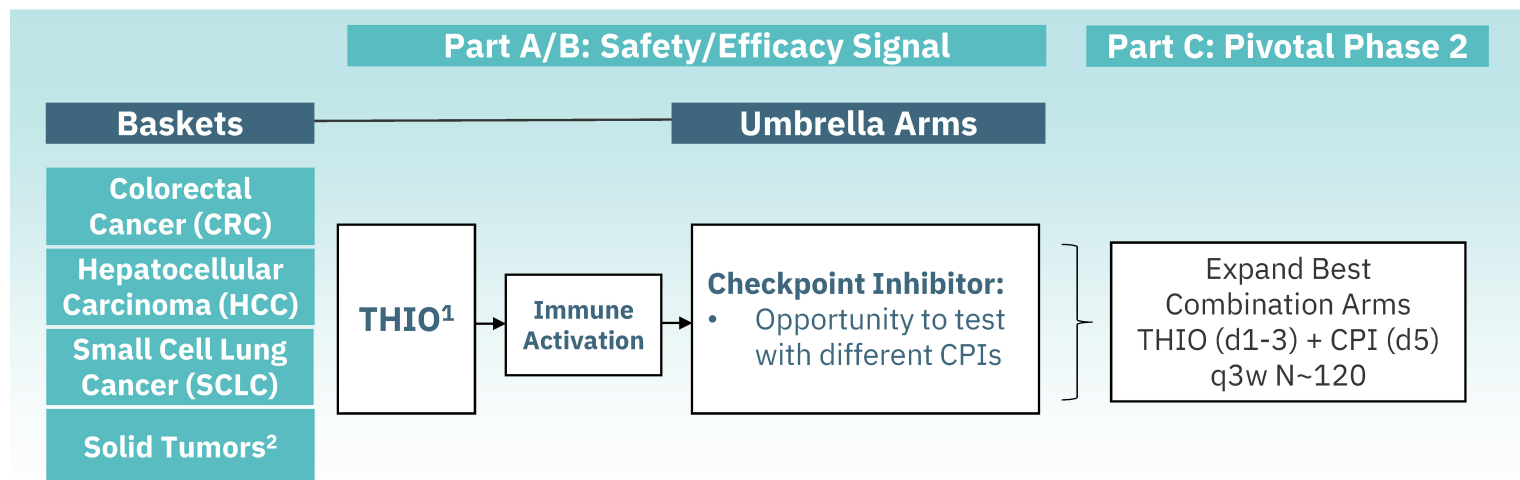 Part A/B: Safety/Efficacy Signal
Part C: Pivotal Phase 2
Baskets
Umbrella Arms
Colorectal
Cancer (CRC)
Hepatocellular
Carcinoma (HCC)
Small Cell Lung
Cancer (SCLC)
Solid Tumors²
THIO¹
Immune
Activation
Checkpoint Inhibitor:
• Opportunity to test
with different CPIs
Expand Best
Combination Arms
THIO (d1-3) + CPI (d5)
q3w N~120